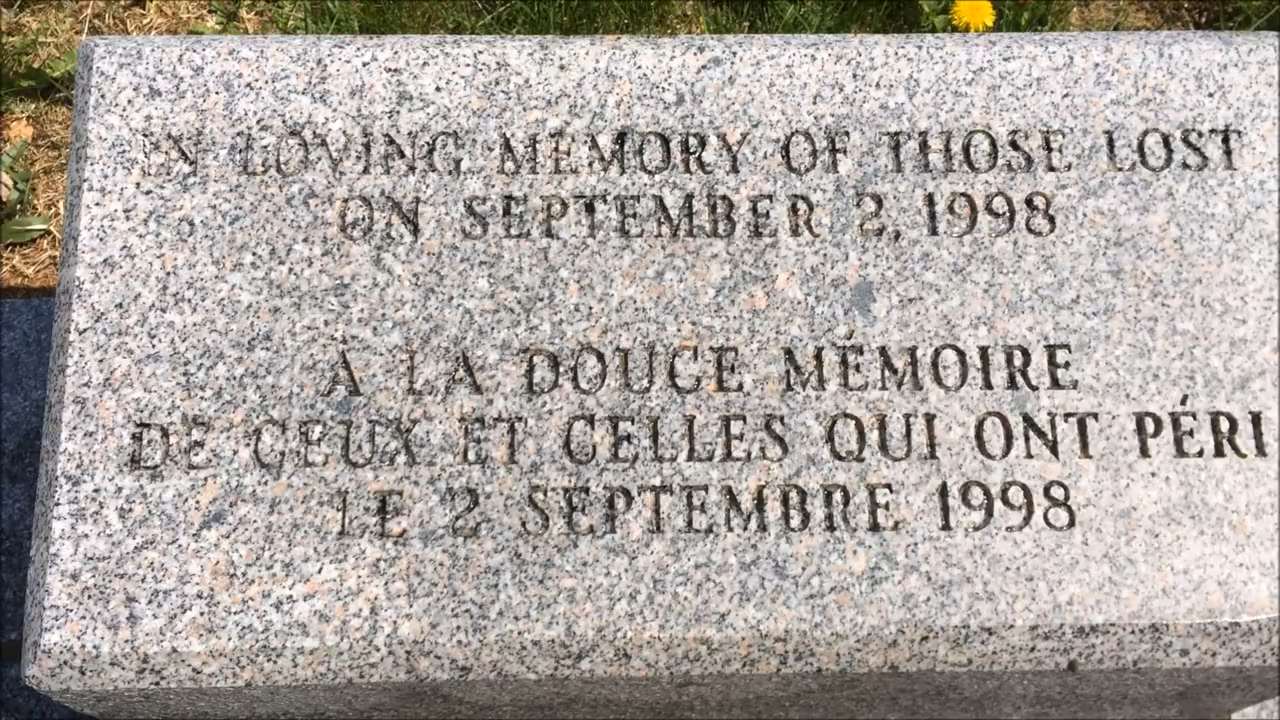 IN LOVING MEMORY OF THOSE LOST
ON SEPTEMBER 2, 1998
À LA DOUCE MÉMOIRE
DE CEUX ET CELLES QUI ONT PÉRI
LE 2 SEPTEMBRE 1998